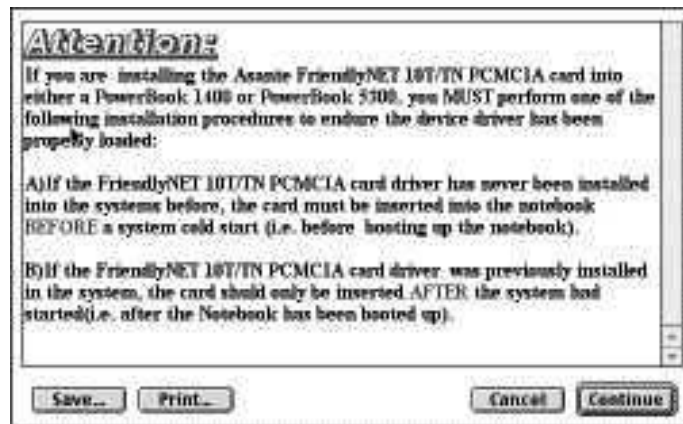 Attention:
If you are installing the Asante FriendlyNET 10T/TN PCMCIA card into
either a PowerBook 1400 or PowerBook 5300, you MUST perform one of the
following installation procedures to endure the device driver has been
properly loaded:
A)If the FriendlyNET 10T/TN PCMCIA card driver has never been installed
into the systems before, the card must be inserted into the notebook
BEFORE a system cold start (i.e. before booting up the notebook).
B)If the FriendlyNET 10T/TN PCMCIA card driver was previously installed
in the system, the card shuld only be inserted AFTER the system had
started(i.e. after the Notebook has been booted up).
Save... Print... Cancel Continue